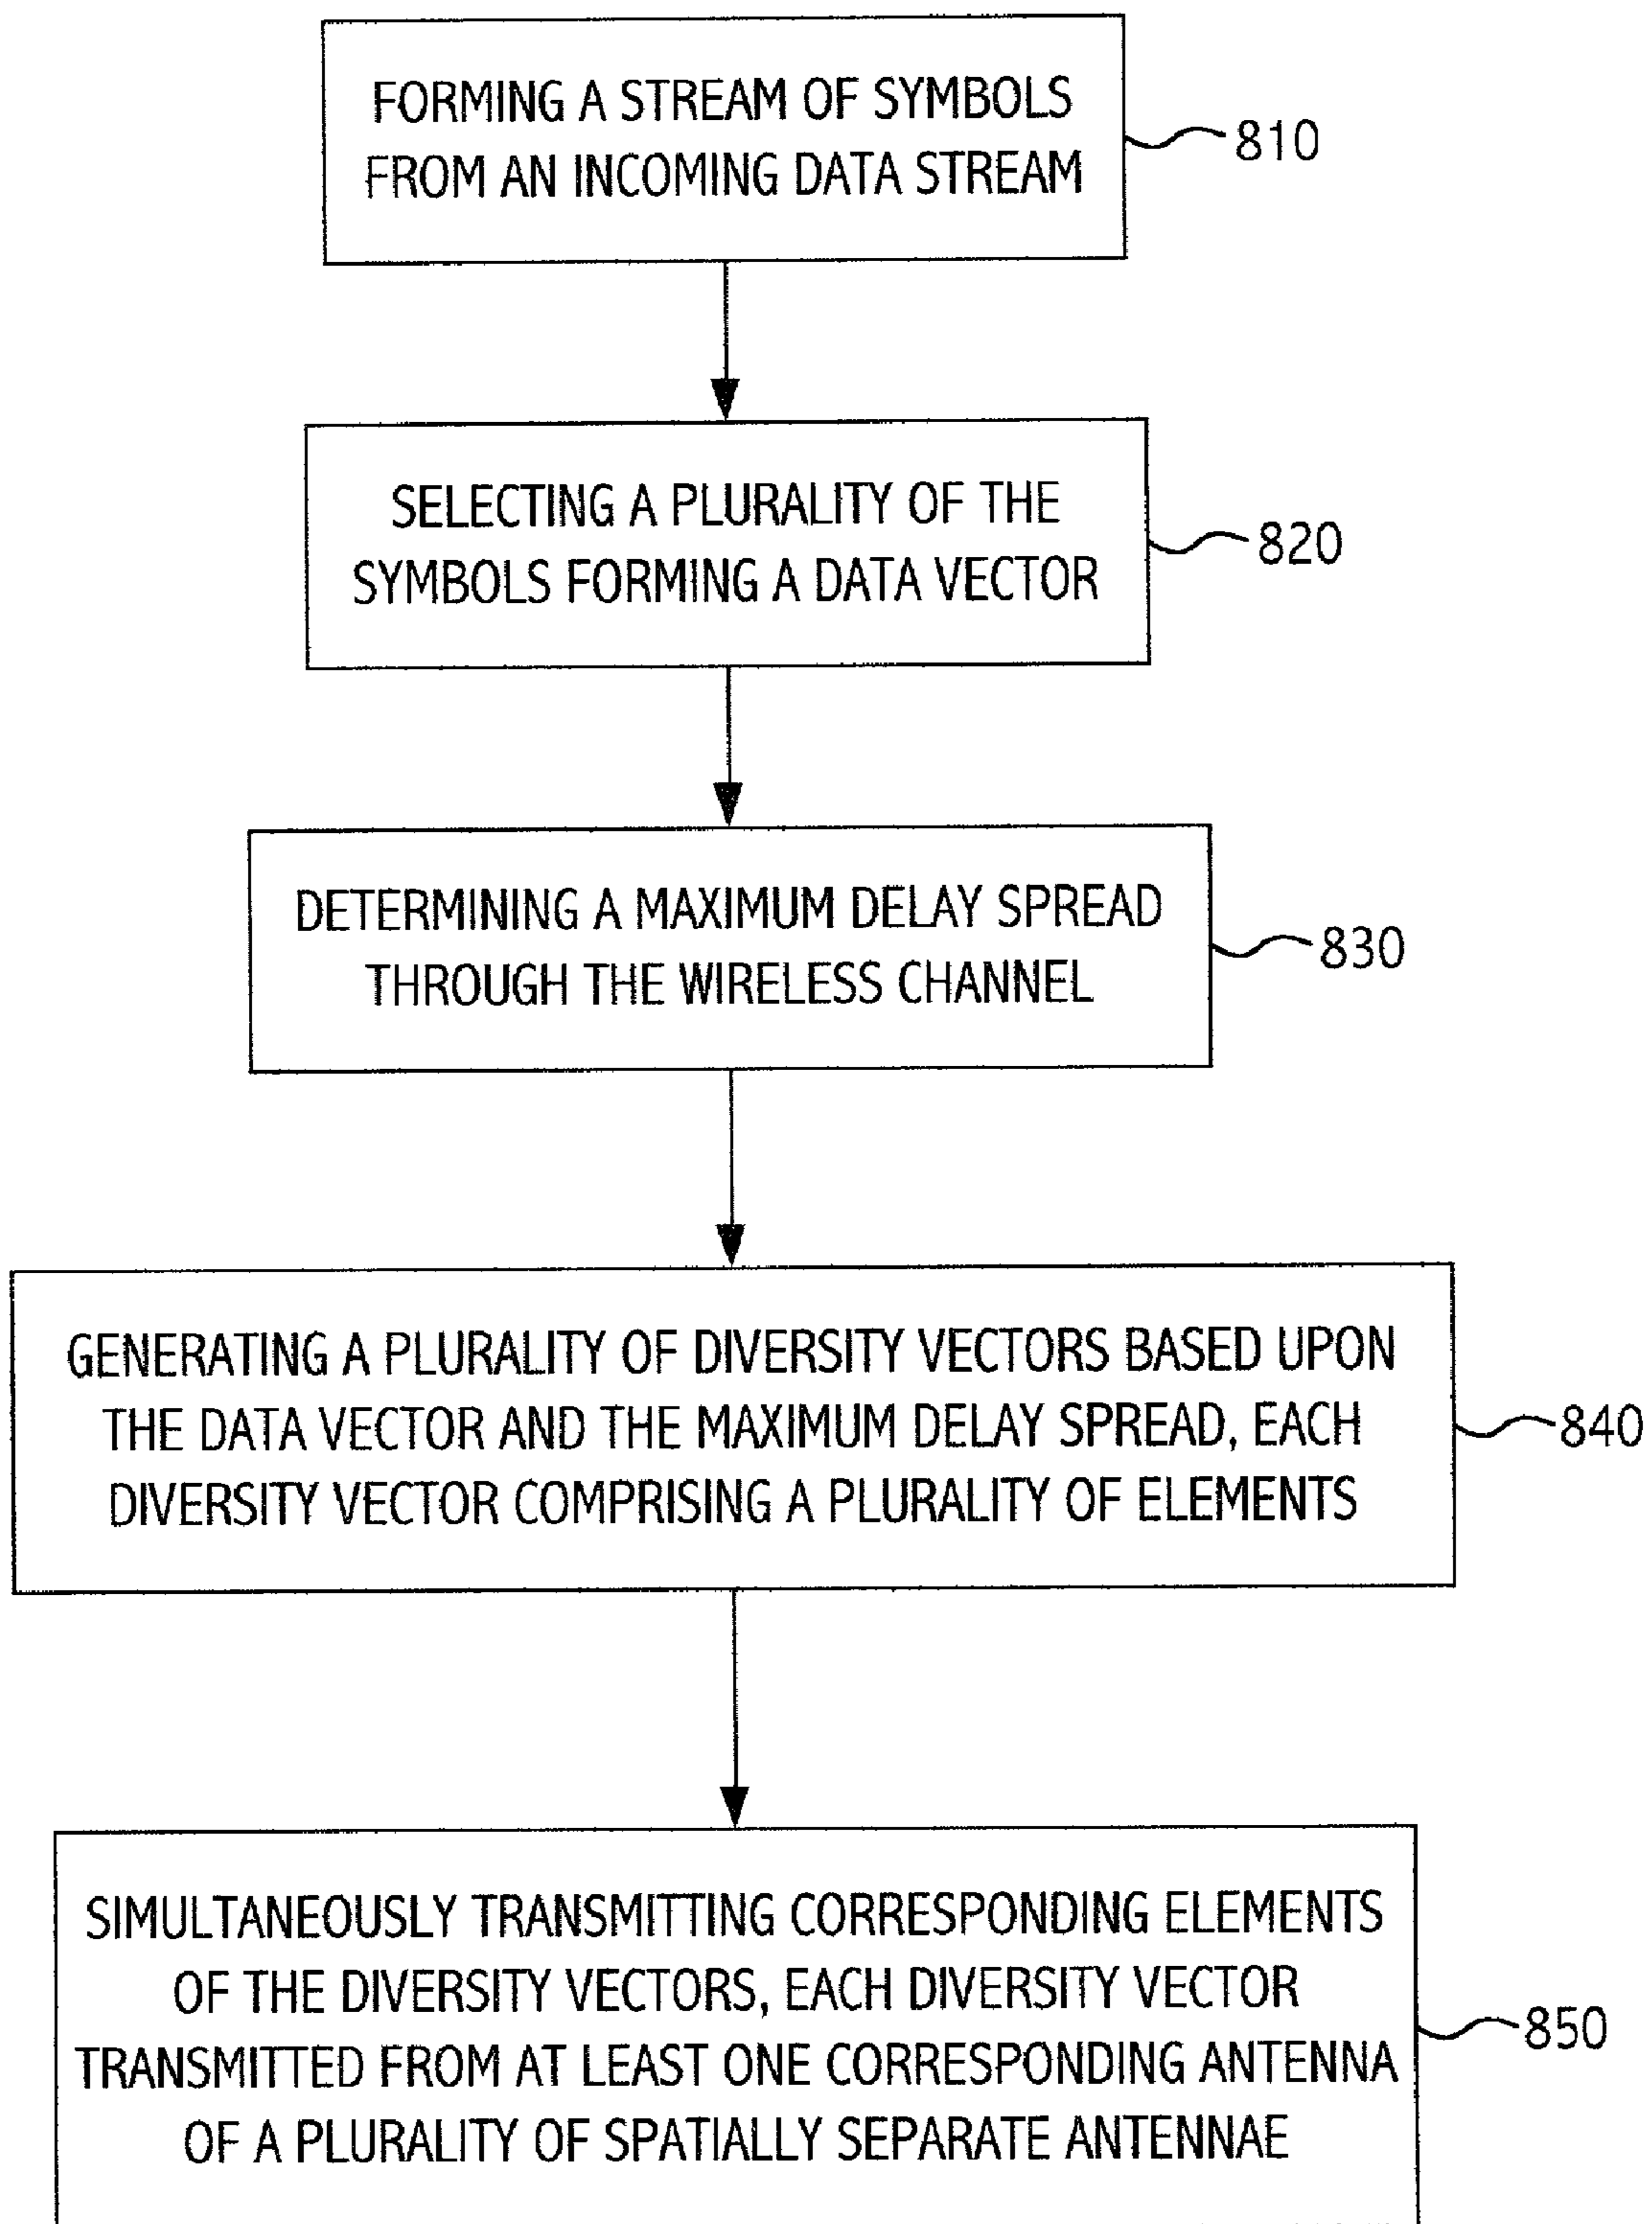 FORMING A STREAM OF SYMBOLS
FROM AN INCOMING DATA STREAM
810
SELECTING A PLURALITY OF THE
SYMBOLS FORMING A DATA VECTOR
820
DETERMINING A MAXIMUM DELAY SPREAD
THROUGH THE WIRELESS CHANNEL
830
GENERATING A PLURALITY OF DIVERSITY VECTORS BASED UPON
THE DATA VECTOR AND THE MAXIMUM DELAY SPREAD, EACH
DIVERSITY VECTOR COMPRISING A PLURALITY OF ELEMENTS
840
SIMULTANEOUSLY TRANSMITTING CORRESPONDING ELEMENTS
OF THE DIVERSITY VECTORS, EACH DIVERSITY VECTOR
TRANSMITTED FROM AT LEAST ONE CORRESPONDING ANTENNA
OF A PLURALITY OF SPATIALLY SEPARATE ANTENNAE
850